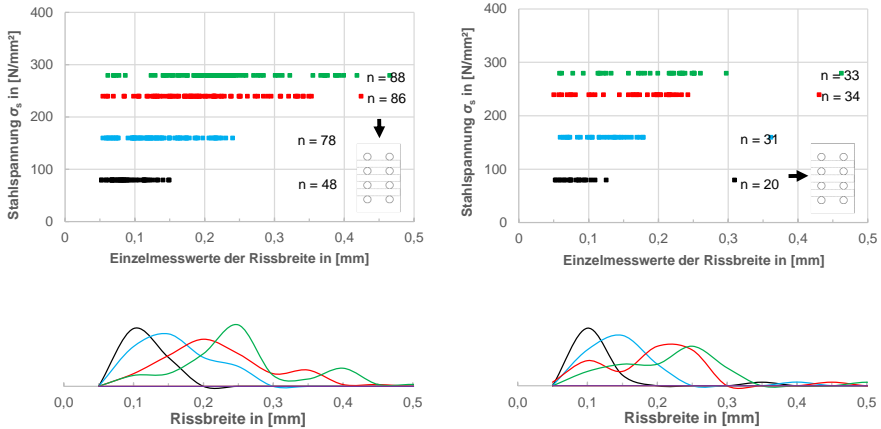 400
300
200
100
0
Stahlspannung σs in [N/mm²]
n = 88
n = 86
n = 78
n = 48
0 0,1 0,2 0,3 0,4 0,5
Einzelmesswerte der Rissbreite in [mm]
400
300
200
100
0
Stahlspannung σs in [N/mm²]
n = 33
n = 34
n = 31
n = 20
0 0,1 0,2 0,3 0,4 0,5
Einzelmesswerte der Rissbreite in [mm]
0,0 0,1 0,2 0,3 0,4 0,5
Rissbreite in [mm]
0,0 0,1 0,2 0,3 0,4 0,5
Rissbreite in [mm]